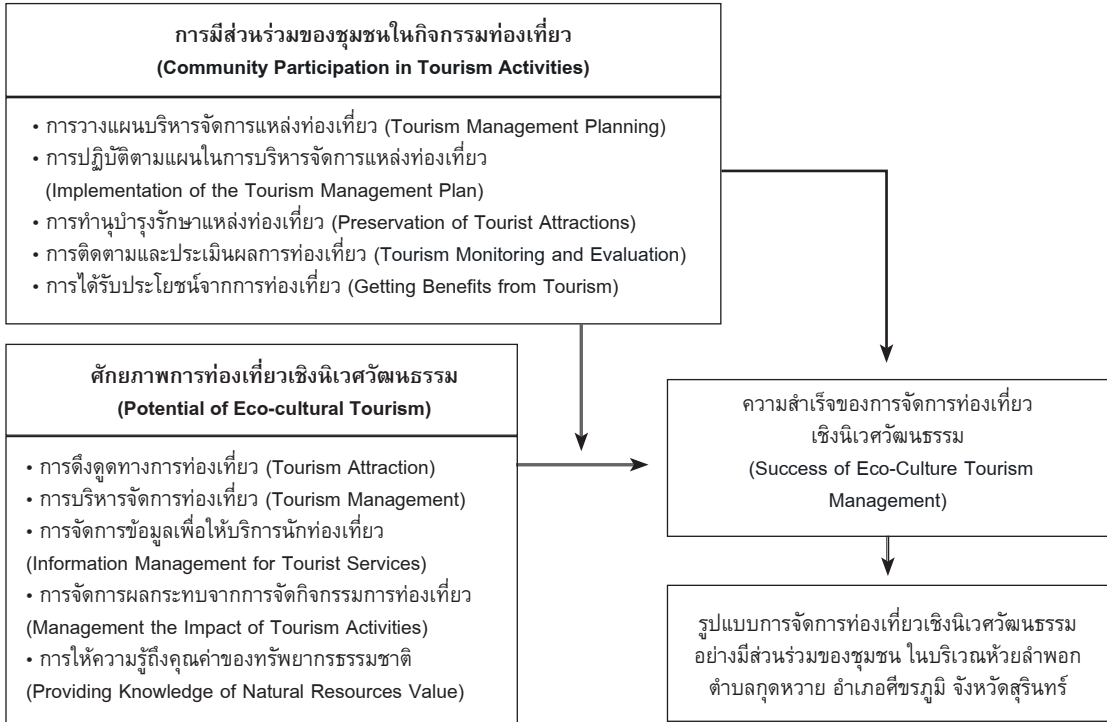 การมีส่วนร่วมของชุมชนในกิจกรรมท่องเที่ยว
(Community Participation in Tourism Activities)
• การวางแผนบริหารจัดการแหล่งท่องเที่ยว (Tourism Management Planning)
• การปฏิบัติตามแผนในการบริหารจัดการแหล่งท่องเที่ยว
(Implementation of the Tourism Management Plan)
• การทำนุบำรุงรักษาแหล่งท่องเที่ยว (Preservation of Tourist Attractions)
• การติดตามและประเมินผลการท่องเที่ยว (Tourism Monitoring and Evaluation)
• การได้รับประโยชน์จากการท่องเที่ยว (Getting Benefits from Tourism)
ศักยภาพการท่องเที่ยวเชิงนิเวศวัฒนธรรม
(Potential of Eco-cultural Tourism)
• การดึงดูดทางการท่องเที่ยว (Tourism Attraction)
• การบริหารจัดการท่องเที่ยว (Tourism Management)
• การจัดการข้อมูลเพื่อให้บริการนักท่องเที่ยว
(Information Management for Tourist Services)
• การจัดการผลกระทบจากการจัดกิจกรรมการท่องเที่ยว
(Management the Impact of Tourism Activities)
• การให้ความรู้ถึงคุณค่าของทรัพยากรธรรมชาติ
(Providing Knowledge of Natural Resources Value)
ความสำเร็จของการจัดการท่องเที่ยว
เชิงนิเวศวัฒนธรรม
(Success of Eco-Culture Tourism
Management)
รูปแบบการจัดการท่องเที่ยวเชิงนิเวศวัฒนธรรม
อย่างมีส่วนร่วมของชุมชน ในบริเวณห้วยลำพอก
ตำบลกุดหวาย อำเภอศีขรภูมิ จังหวัดสุรินทร์